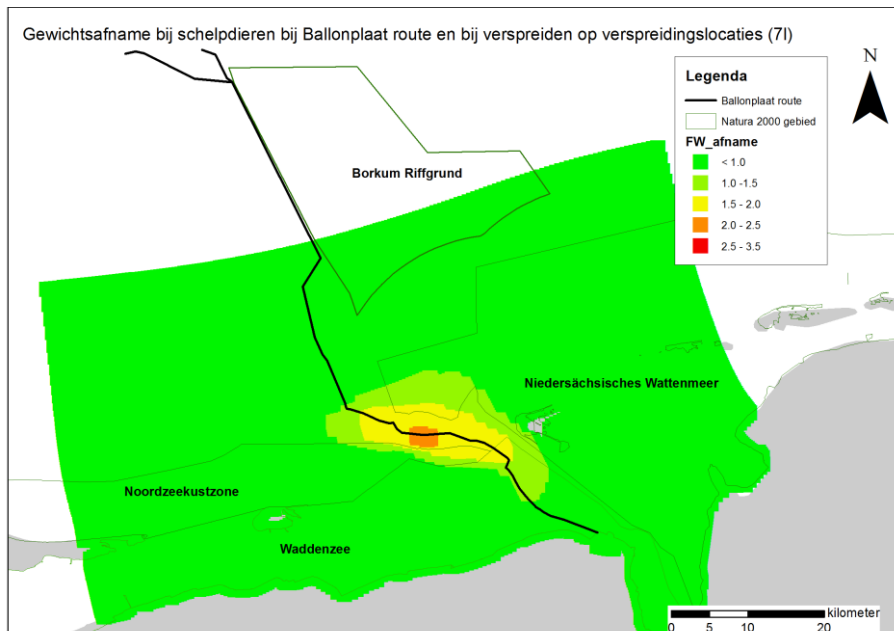 Gewichtsafname bij schelpdieren bij Ballonplaat route en bij verspreiden op verspreidingslocaties (7l)
N
Legenda
Ballonplaat route
Natura 2000 gebied
FW_afname
< 1.0
1.0 -1.5
1.5 - 2.0
2.0 - 2.5
2.5 - 3.5
Borkum Riffgrund
Niedersächsisches Wattenmeer
Noordzeekustzone
Waddenzee
kilometer
0 5 10 20